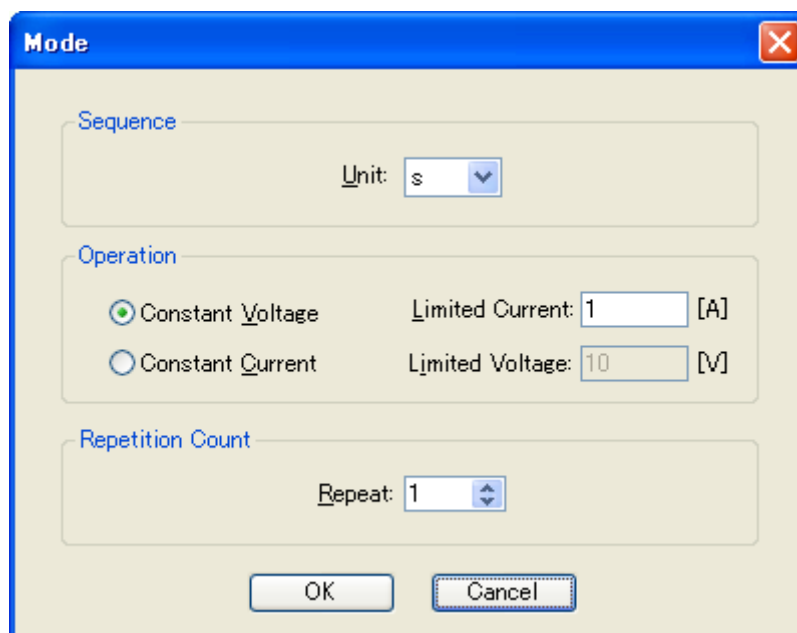 Mode
Sequence
Unit: s
Operation
Constant Voltage Limited Current: 1 [A]
Constant Current Limited Voltage: 10 [V]
Repetition Count
Repeat: 1
OK Cancel